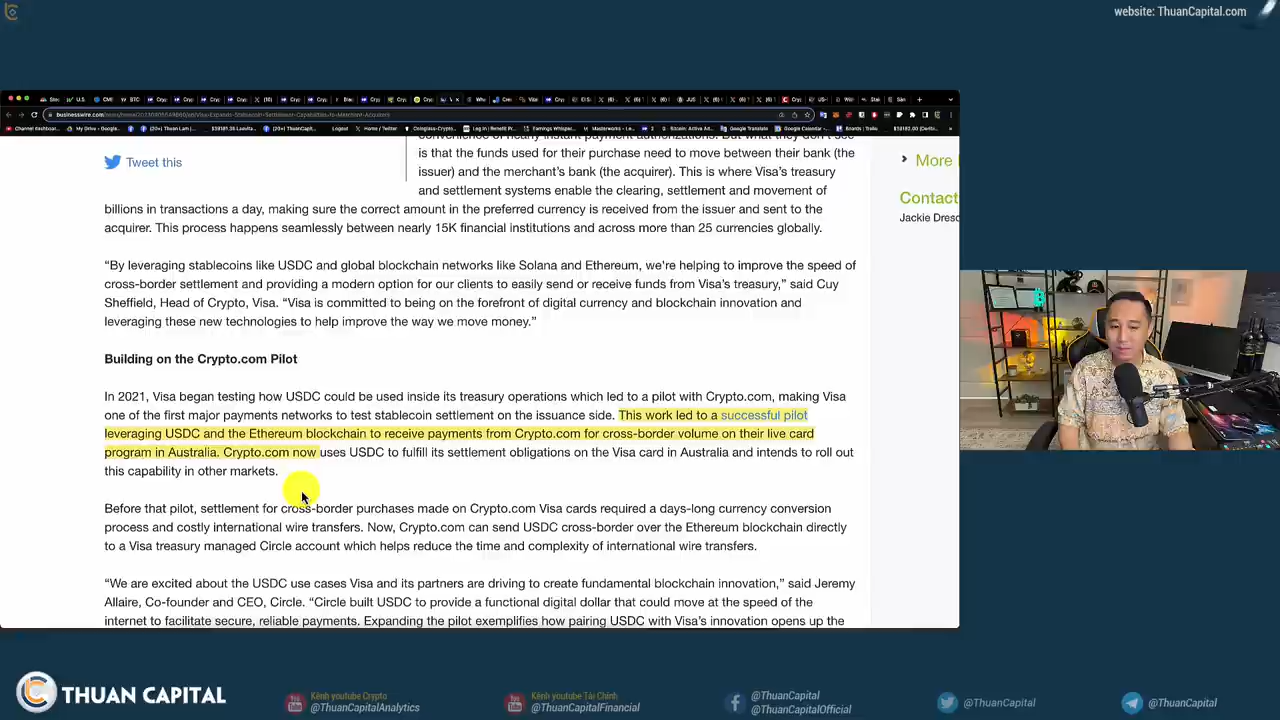 website: ThuanCapital.com
Tweet this
is that the funds used for their purchase need to move between their bank (the
issuer) and the merchant's bank (the acquirer). This is where Visa's treasury
and settlement systems enable the clearing, settlement and movement of
billions in transactions a day, making sure the correct amount in the preferred currency is received from the issuer and sent to the
acquirer. This process happens seamlessly between nearly 15K financial institutions and across more than 25 currencies globally.
“By leveraging stablecoins like USDC and global blockchain networks like Solana and Ethereum, we're helping to improve the speed of
cross-border settlement and providing a modern option for our clients to easily send or receive funds from Visa's treasury,” said Cuy
Sheffield, Head of Crypto, Visa. “Visa is committed to being on the forefront of digital currency and blockchain innovation and
leveraging these new technologies to help improve the way we move money.”
Building on the Crypto.com Pilot
In 2021, Visa began testing how USDC could be used inside its treasury operations which led to a pilot with Crypto.com, making Visa
one of the first major payments networks to test stablecoin settlement on the issuance side. This work led to a successful pilot
leveraging USDC and the Ethereum blockchain to receive payments from Crypto.com for cross-border volume on their live card
program in Australia. Crypto.com now uses USDC to fulfill its settlement obligations on the Visa card in Australia and intends to roll out
this capability in other markets.
Before that pilot, settlement for cross-border purchases made on Crypto.com Visa cards required a days-long currency conversion
process and costly international wire transfers. Now, Crypto.com can send USDC cross-border over the Ethereum blockchain directly
to a Visa treasury managed Circle account which helps reduce the time and complexity of international wire transfers.
“We are excited about the USDC use cases Visa and its partners are driving to create fundamental blockchain innovation,” said Jeremy
Allaire, Co-founder and CEO, Circle. “Circle built USDC to provide a functional digital dollar that could move at the speed of the
internet to facilitate secure, reliable payments. Expanding the pilot exemplifies how pairing USDC with Visa's innovation opens up the
More
Contact
Jackie Dresc
THUAN CAPITAL
Kênh youtube Crypto
@ThuanCapitalAnalytics
Kênh youtube Tài Chính
@ThuanCapitalFinancial
@ThuanCapital
@ThuanCapitalOfficial
@ThuanCapital
@ThuanCapital